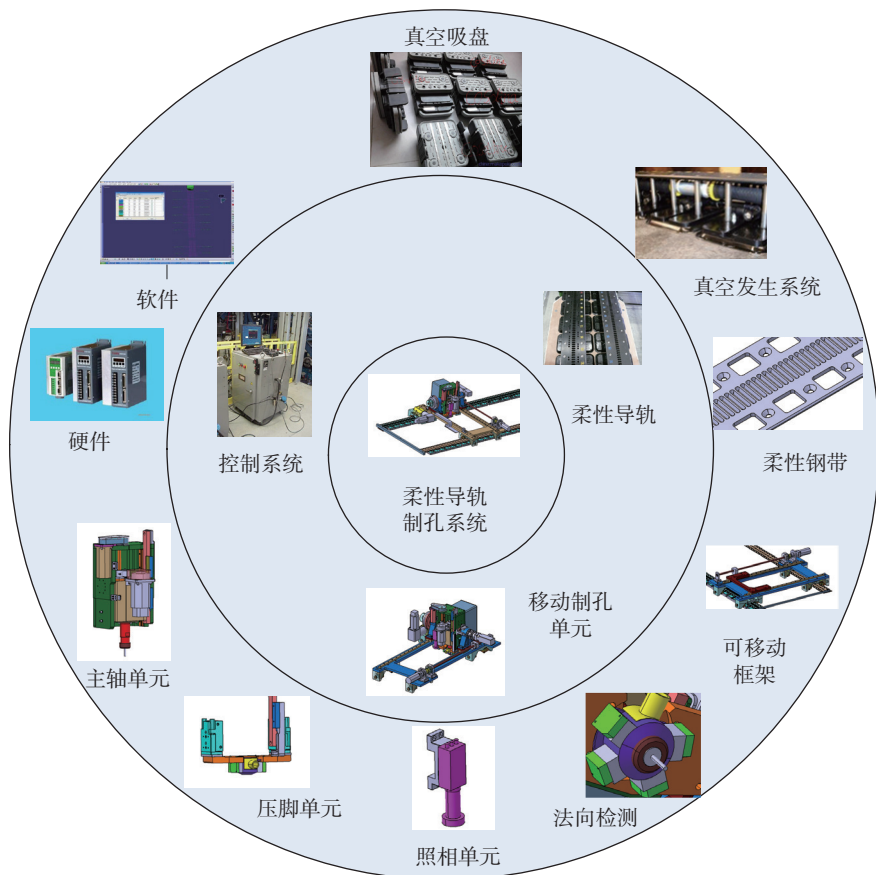 真空吸盘
软件
真空发生系统
硬件
控制系统
柔性导轨
柔性钢带
柔性导轨
制孔系统
主轴单元
移动制孔
单元
可移动
框架
压脚单元
照相单元
法向检测